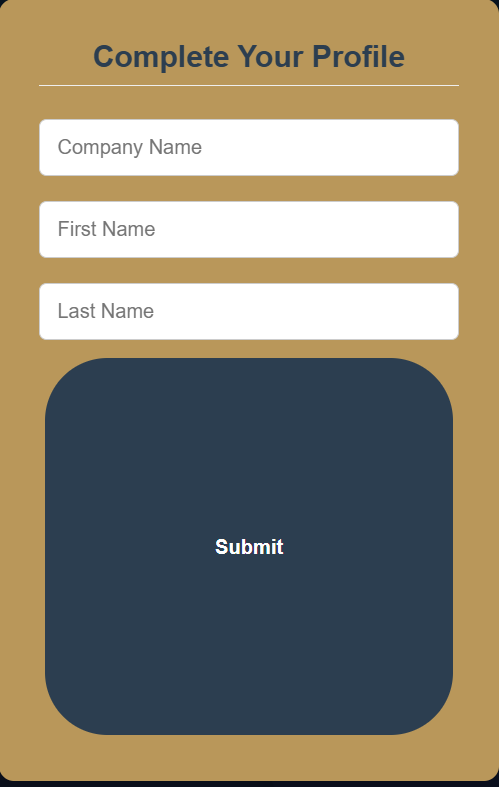 Complete Your Profile
Company Name
First Name
Last Name
Submit